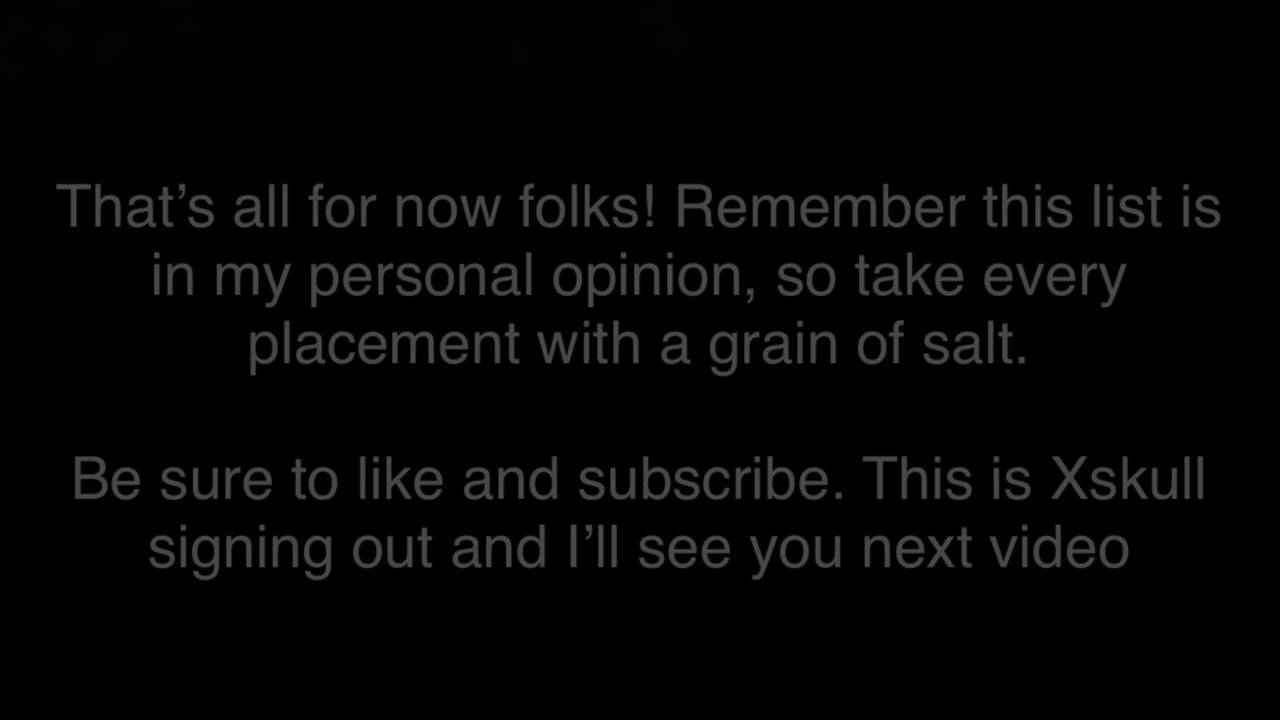 That’s all for now folks! Remember this list is
in my personal opinion, so take every
placement with a grain of salt.
Be sure to like and subscribe. This is Xskull
signing out and I’ll see you next video